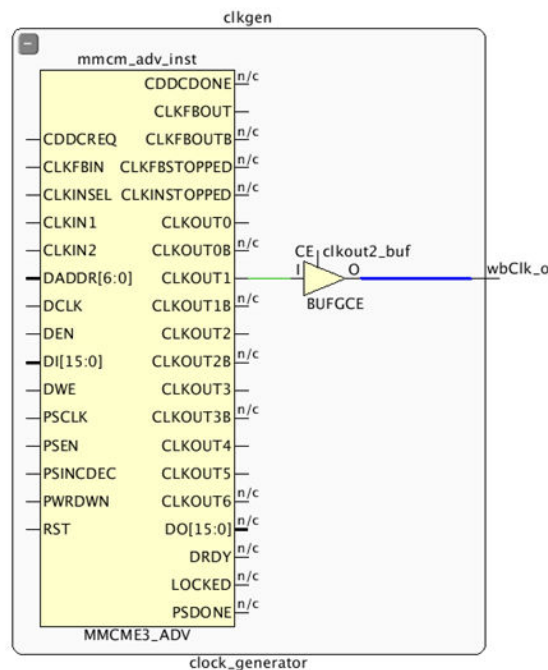 clkgen
mmcm_adv_inst
CDDCDONE n/c
CLKFBOUT
CDDCREQ CLKFBOUTB n/c
CLKFBIN CLKFBSTOPPED n/c
CLKINSEL CLKINSTOPPED n/c
CLKIN1 CLKOUT0
CLKIN2 CLKOUT0B n/c CE clkout2_buf
DADDR[6:0] CLKOUT1 I O wbClk_o
DCLK CLKOUT1B n/c BUFGCE
DEN CLKOUT2
DI[15:0] CLKOUT2B n/c
DWE CLKOUT3
PSCLK CLKOUT3B n/c
PSEN CLKOUT4
PSINCDEC CLKOUT5
PWRDWN CLKOUT6 n/c
RST DO[15:0] n/c
DRDY n/c
LOCKED n/c
PSDONE n/c
MMCME3_ADV
clock_generator